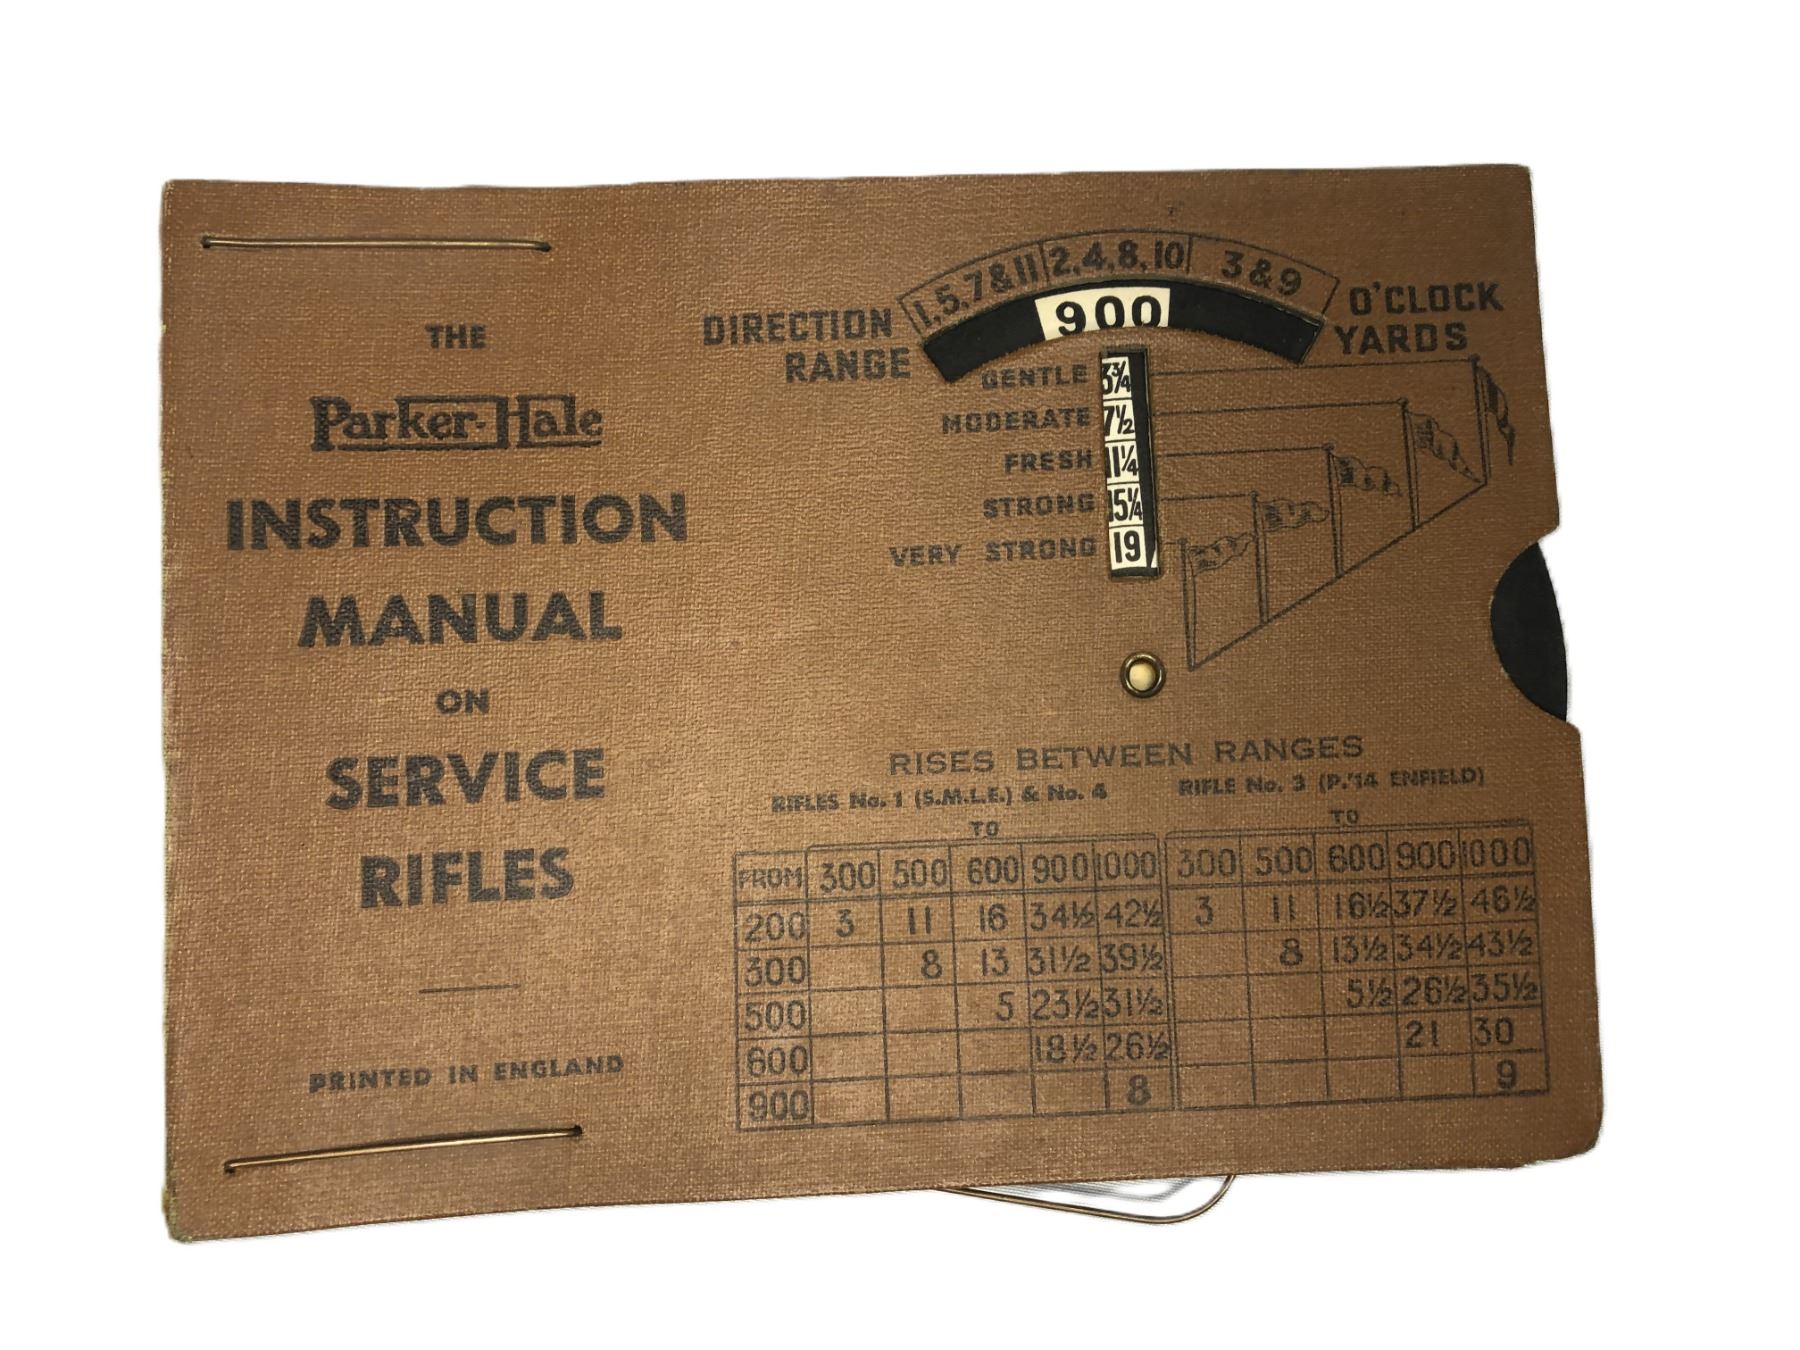 THE
Parker-Hale
INSTRUCTION
MANUAL
ON
SERVICE
RIFLES
PRINTED IN ENGLAND
DIRECTION 1,5,7&11 2,4,8,10 3&9 O'CLOCK
RANGE 900 YARDS
GENTLE 3¾
MODERATE 7½
FRESH 11¼
STRONG 15¼
VERY STRONG 19
RISES BETWEEN RANGES
RIFLES No. 1 (S.M.L.E.) & No. 4 RIFLE No. 3 (P.'14 ENFIELD)
TO TO
FROM 300 500 600 900 1000 300 500 600 900 1000
200 3 11 16 34½ 42½ 3 11 16½ 37½ 46½
300 8 13 31½ 39½ 8 13½ 34½ 43½
500 5 23½ 31½ 5½ 26½ 35½
600 18½ 26½ 21 30
900 8 9